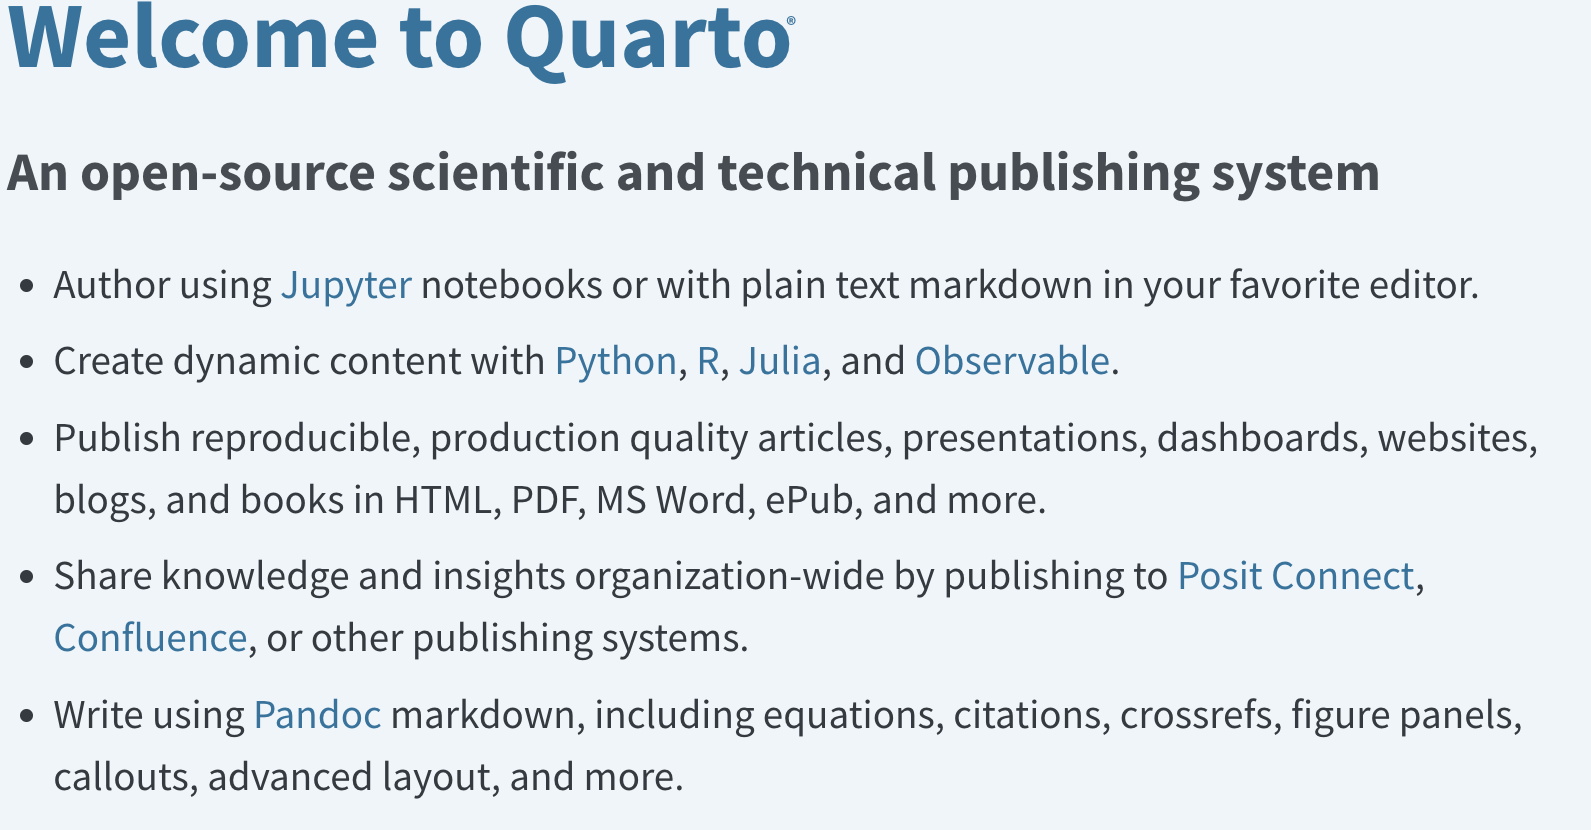 Welcome to Quarto®
An open-source scientific and technical publishing system
• Author using Jupyter notebooks or with plain text markdown in your favorite editor.
• Create dynamic content with Python, R, Julia, and Observable.
• Publish reproducible, production quality articles, presentations, dashboards, websites,
blogs, and books in HTML, PDF, MS Word, ePub, and more.
• Share knowledge and insights organization-wide by publishing to Posit Connect,
Confluence, or other publishing systems.
• Write using Pandoc markdown, including equations, citations, crossrefs, figure panels,
callouts, advanced layout, and more.